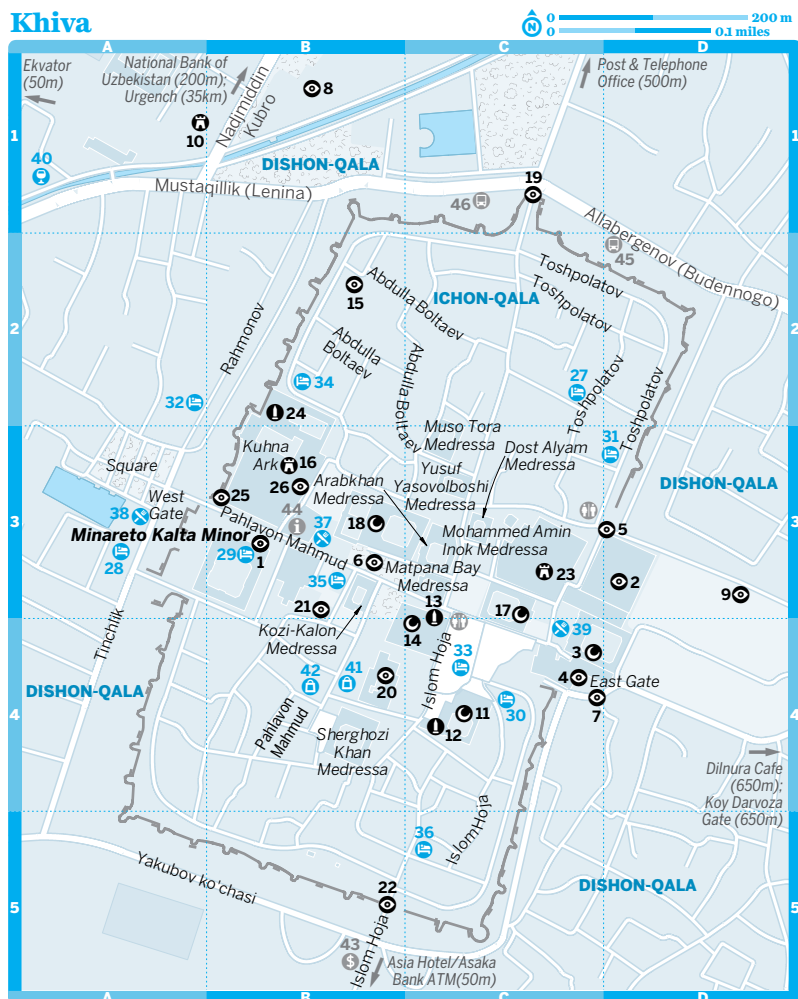 Khiva
0 200 m
N
0 0.1 miles
A B C D
Ekvator
(50m)
National Bank of
Uzbekistan (200m);
Urgench (35km)
Nadjmiddin
Kubro
8
Post & Telephone
Office (500m)
1 1
10
40
DISHON-QALA
Mustaqillik (Lenina)
46
19
Allabergenov (Budennogo)
45
Toshpolatov
Toshpolatov
15
Abdulla Boltaev
ICHON-QALA
2 2
Rahmonov
Abdulla
Boltaev
Abdulla Boltaev
34
27
Toshpolatov
Toshpolatov
32
24
31
Muso Tora
Medressa
Dost Alyam
Medressa
Kuhna
Ark
16
Square
26
Arabkhan
Medressa
Yusuf
Yasovolboshi
Medressa
DISHON-QALA
West
Gate
38
25
44
37
18
3 3
Minareto Kalta Minor
Pahlavon Mahmud
Mohammed Amin
Inok Medressa
5
28
29
1
6
Matpana Bay
Medressa
23
2
35
9
21
13
17
Kozi-Kalon
Medressa
14
39
Tinchlik
3
Islom Hoja
33
42
41
20
4
East Gate
DISHON-QALA
30
7
11
12
4 4
Pahlavon
Mahmud
Sherghozi
Khan
Medressa
Dilnura Cafe
(650m);
Koy Darvoza
Gate (650m)
36
Islom Hoja
Yakubov ko'chasi
22
DISHON-QALA
5 5
Islom Hoja
43
$
Asia Hotel/Asaka
Bank ATM(50m)
A B C D